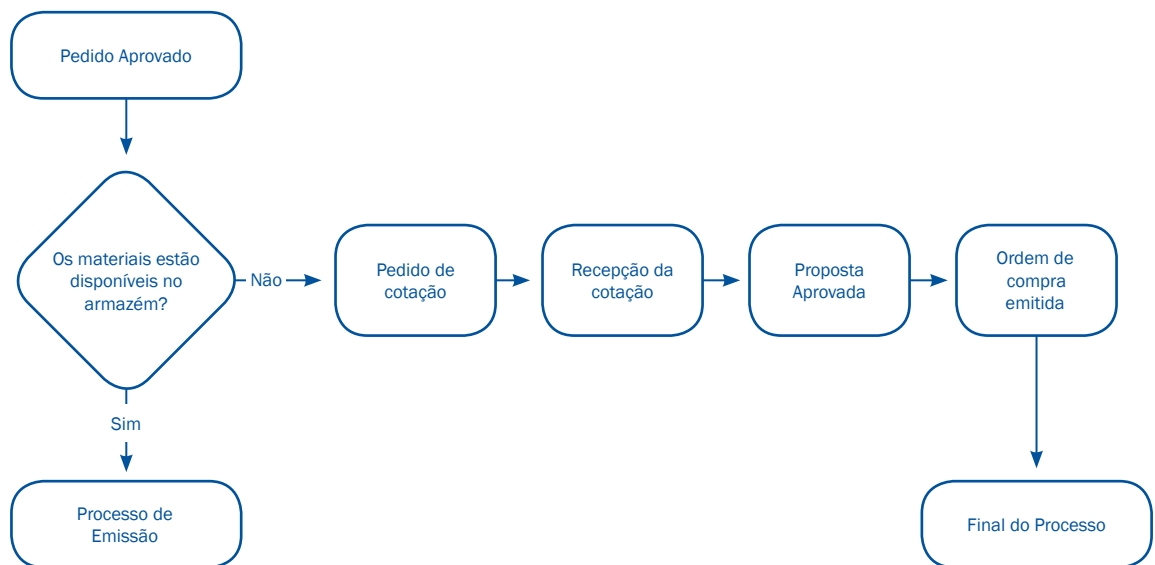 Pedido Aprovado
Os materiais estão
disponíveis no
armazém?
Não
Pedido de
cotação
Recepção da
cotação
Proposta
Aprovada
Ordem de
compra
emitida
Sim
Processo de
Emissão
Final do Processo